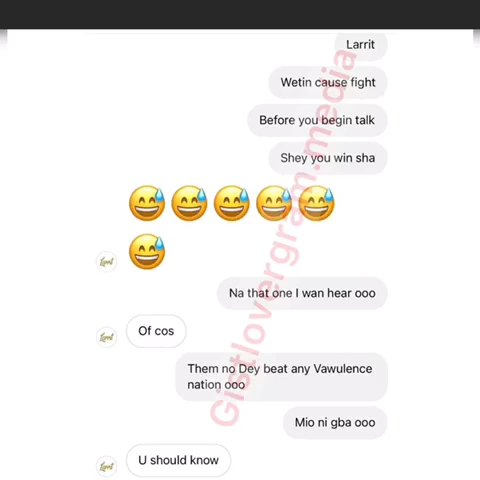 Larrit
Wetin cause fight
Before you begin talk
Shey you win sha
Na that one I wan hear ooo
Of cos
Them no Dey beat any Vawulence
nation ooo
Mio ni gba ooo
U should know
Gistlovergram.media